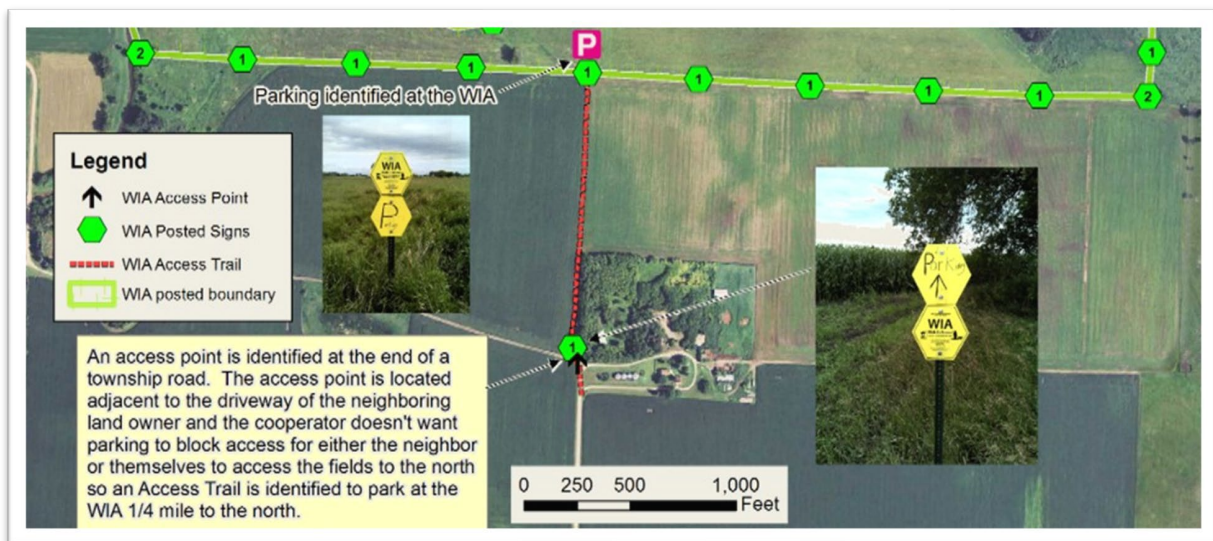 2
1
1
1
P
1
1
1
1
1
2
1
Parking identified at the WIA
Legend
WIA Access Point
WIA Posted Signs
WIA Access Trail
WIA posted boundary
WIA
P
Parking
WIA
1
An access point is identified at the end of a
township road. The access point is located
adjacent to the driveway of the neighboring
land owner and the cooperator doesn't want
parking to block access for either the neighbor
or themselves to access the fields to the north
so an Access Trail is identified to park at the
WIA 1/4 mile to the north.
0 250 500 1,000
Feet